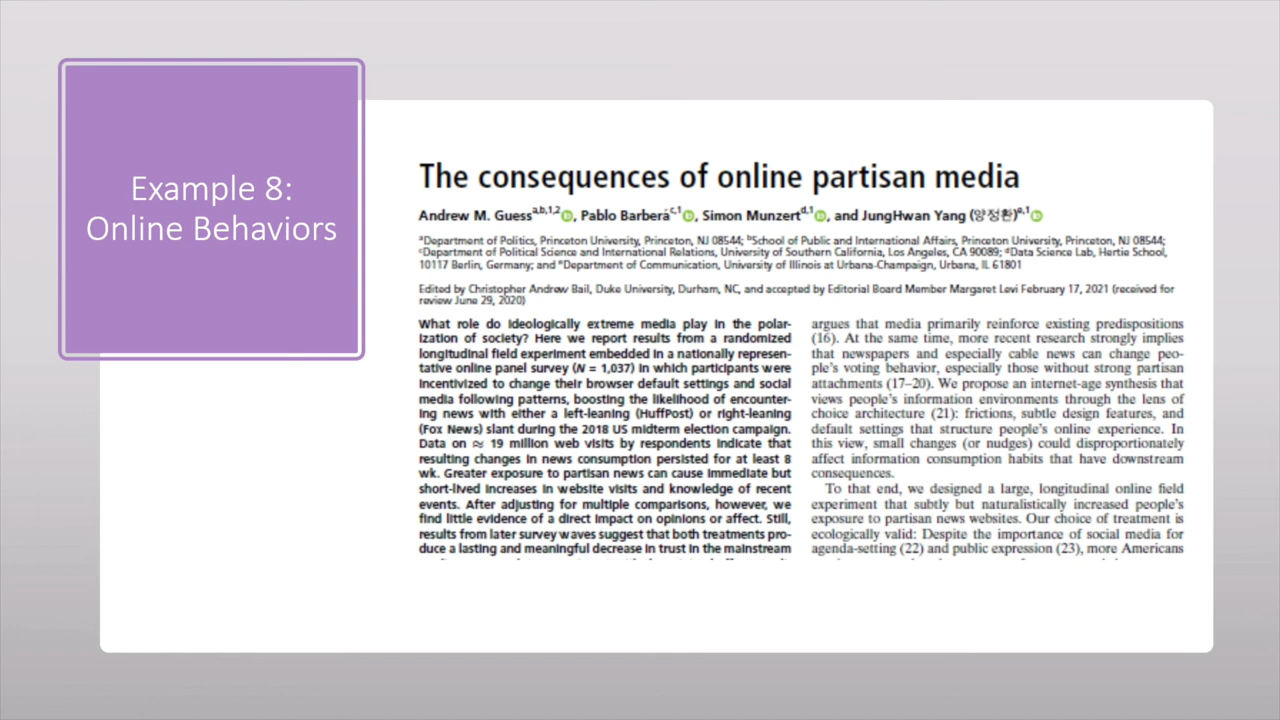 Example 8:
Online Behaviors
The consequences of online partisan media
Andrew M. Guess^a,b,1,2, Pablo Barberá^c,1, Simon Munzert^d,1, and JungHwan Yang (양정환)^e,1
^aDepartment of Politics, Princeton University, Princeton, NJ 08544; ^bSchool of Public and International Affairs, Princeton University, Princeton, NJ 08544;
^cDepartment of Political Science and International Relations, University of Southern California, Los Angeles, CA 90089; ^dData Science Lab, Hertie School,
10117 Berlin, Germany; and ^eDepartment of Communication, University of Illinois at Urbana-Champaign, Urbana, IL 61801
Edited by Christopher Andrew Bail, Duke University, Durham, NC, and accepted by Editorial Board Member Margaret Levi February 17, 2021 (received for
review June 29, 2020)
What role do ideologically extreme media play in the polar-
ization of society? Here we report results from a randomized
longitudinal field experiment embedded in a nationally represen-
tative online panel survey (N = 1,037) in which participants were
incentivized to change their browser default settings and social
media following patterns, boosting the likelihood of encounter-
ing news with either a left-leaning (HuffPost) or right-leaning
(Fox News) slant during the 2018 US midterm election campaign.
Data on ≈ 19 million web visits by respondents indicate that
resulting changes in news consumption persisted for at least 8
wk. Greater exposure to partisan news can cause immediate but
short-lived increases in website visits and knowledge of recent
events. After adjusting for multiple comparisons, however, we
find little evidence of a direct impact on opinions or affect. Still,
results from later survey waves suggest that both treatments pro-
duce a lasting and meaningful decrease in trust in the mainstream
argues that media primarily reinforce existing predispositions
(16). At the same time, more recent research strongly implies
that newspapers and especially cable news can change peo-
ple's voting behavior, especially those without strong partisan
attachments (17–20). We propose an internet-age synthesis that
views people's information environments through the lens of
choice architecture (21): frictions, subtle design features, and
default settings that structure people's online experience. In
this view, small changes (or nudges) could disproportionately
affect information consumption habits that have downstream
consequences.
To that end, we designed a large, longitudinal online field
experiment that subtly but naturalistically increased people's
exposure to partisan news websites. Our choice of treatment is
ecologically valid: Despite the importance of social media for
agenda-setting (22) and public expression (23), more Americans